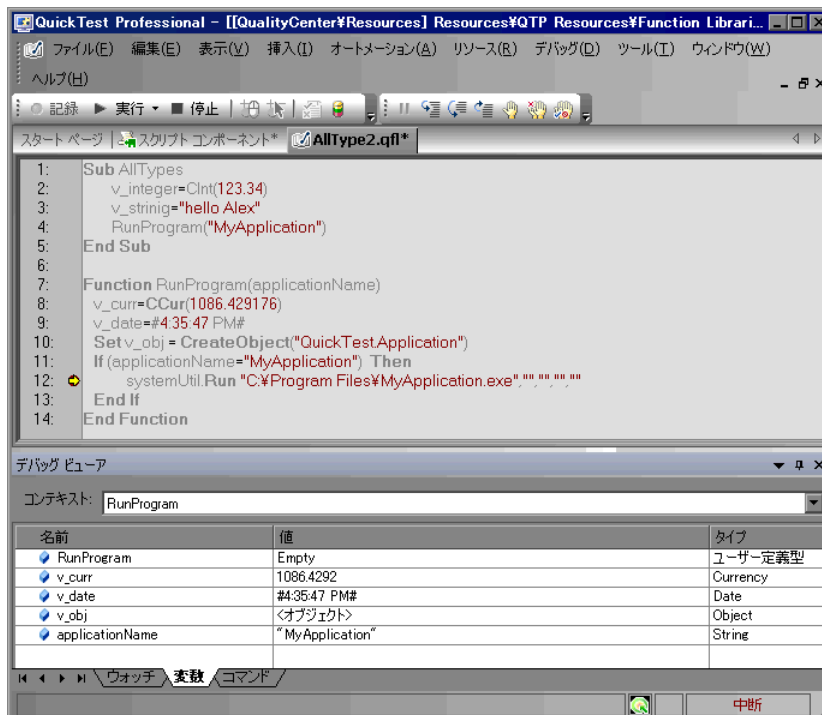 QuickTest Professional - [[QualityCenter¥Resources] Resources¥QTP Resources¥Function Librari...
ファイル(F) 編集(E) 表示(V) 挿入(I) オートメーション(A) リソース(R) デバッグ(D) ツール(T) ウィンドウ(W)
ヘルプ(H)
記録 実行 停止
スタート ページ スクリプト コンポーネント* AllType2.qfl*
1: Sub AllTypes
2: v_integer=CInt(123.34)
3: v_strinig="hello Alex"
4: RunProgram("MyApplication")
5: End Sub
6:
7: Function RunProgram(applicationName)
8: v_curr=CCur(1086.429176)
9: v_date=#4:35:47 PM#
10: Set v_obj = CreateObject("QuickTest.Application")
11: If (applicationName="MyApplication") Then
12: systemUtil.Run "C:¥Program Files¥MyApplication.exe","","","",""
13: End If
14: End Function
デバッグ ビューア
コンテキスト: RunProgram
名前 値 タイプ
RunProgram Empty ユーザー定義型
v_curr 1086.4292 Currency
v_date #4:35:47 PM# Date
v_obj <オブジェクト> Object
applicationName "MyApplication" String
ウォッチ 変数 コマンド
中断